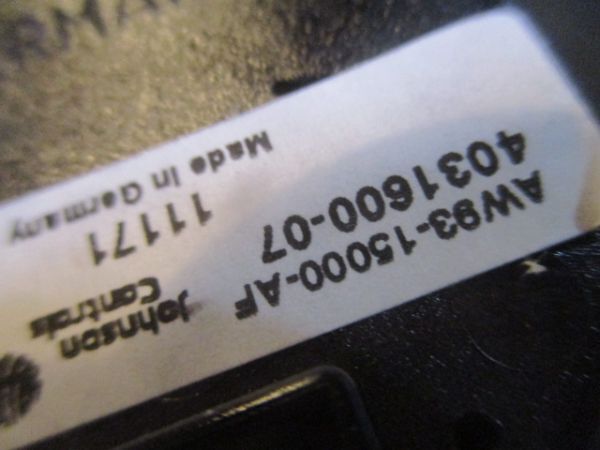 Johnson
Controls
AW93-15000-AF
4031600-07
11171
Made in Germany